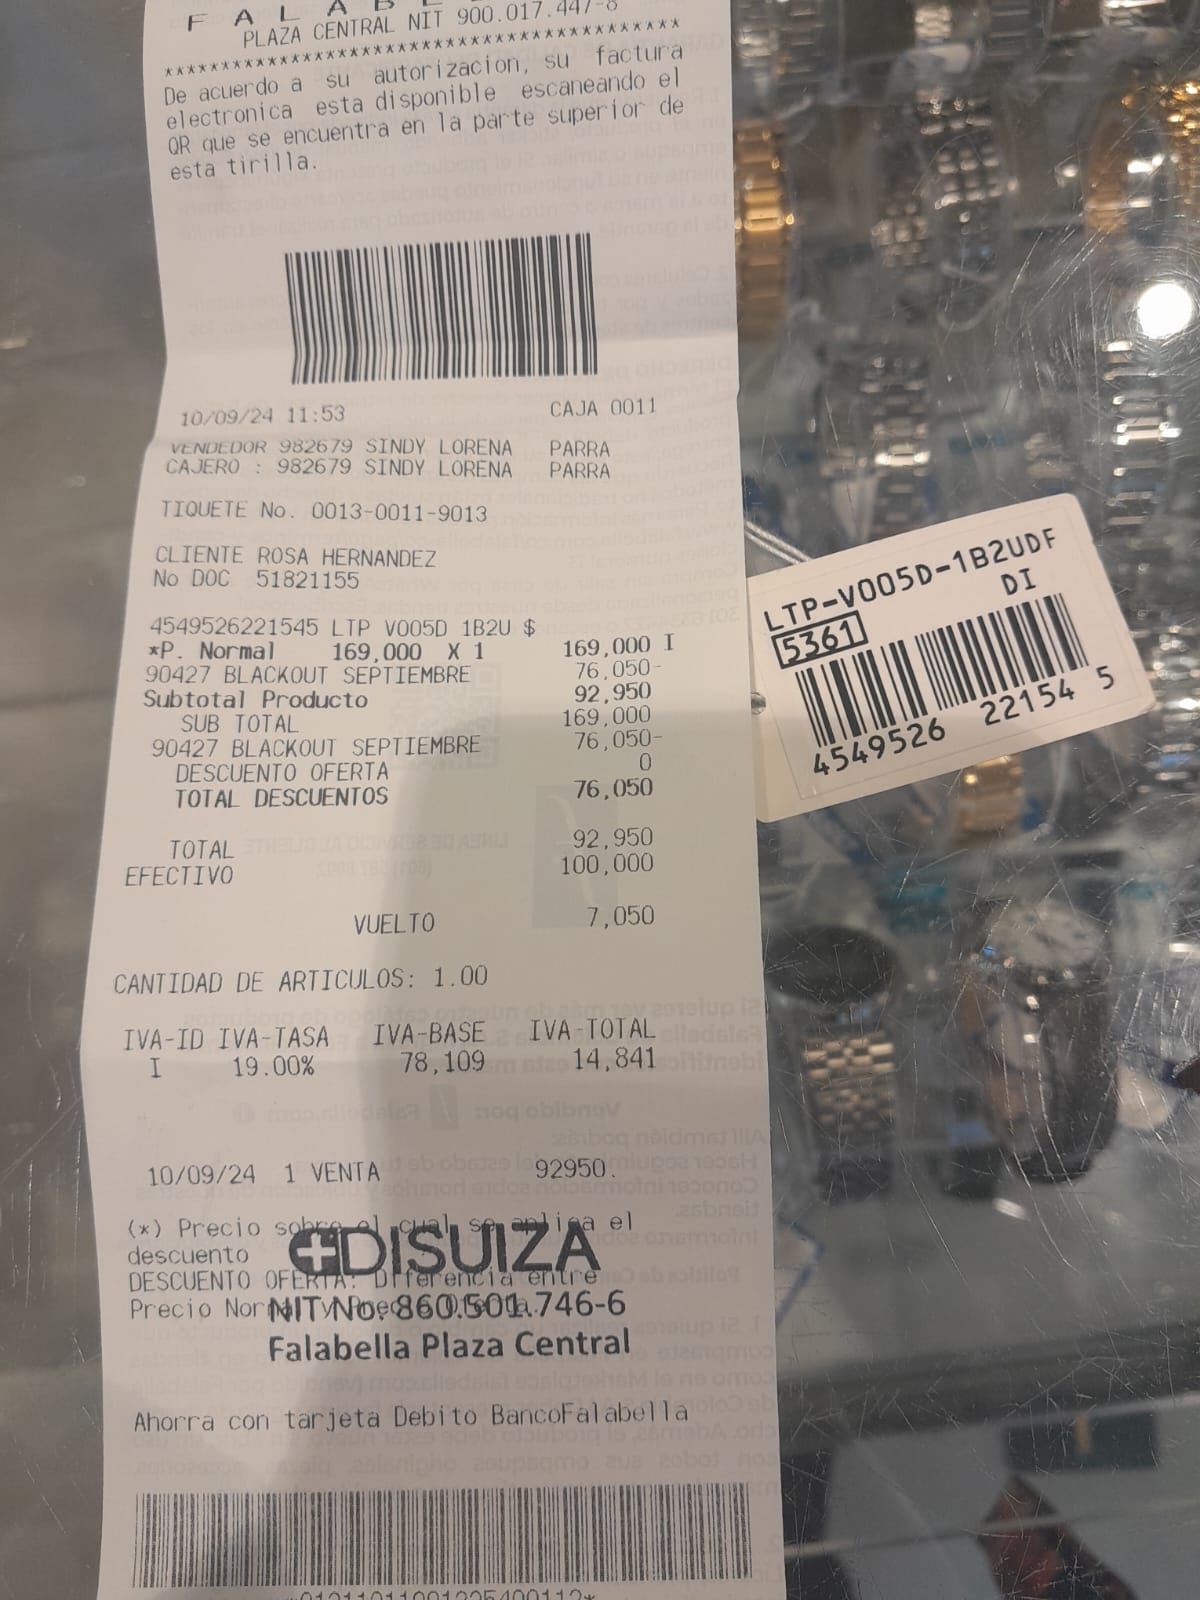 F A L A B E
PLAZA CENTRAL NIT 900.017.447-8
****************************************
De acuerdo a su autorizacion, su factura
electronica esta disponible escaneando el
QR que se encuentra en la parte superior de
esta tirilla.
10/09/24 11:53 CAJA 0011
VENDEDOR 982679 SINDY LORENA PARRA
CAJERO : 982679 SINDY LORENA PARRA
TIQUETE No. 0013-0011-9013
CLIENTE ROSA HERNANDEZ
No DOC 51821155
4549526221545 LTP V005D 1B2U $
*P. Normal 169,000 X 1 169,000 I
90427 BLACKOUT SEPTIEMBRE 76,050-
Subtotal Producto 92,950
SUB TOTAL 169,000
90427 BLACKOUT SEPTIEMBRE 76,050-
DESCUENTO OFERTA 0
TOTAL DESCUENTOS 76,050
TOTAL 92,950
EFECTIVO 100,000
VUELTO 7,050
CANTIDAD DE ARTICULOS: 1.00
IVA-ID IVA-TASA IVA-BASE IVA-TOTAL
I 19.00% 78,109 14,841
10/09/24 1 VENTA 92950.
(*) Precio sobre el cual se aplica el
descuento
DISUIZA
DESCUENTO OFERTA: Diferencia entre
Precio Nor
NIT No. 860.501.746-6
Falabella Plaza Central
Ahorra con tarjeta Debito BancoFalabella
LTP-V005D-1B2UDF
DI
5361
4549526 22154 5